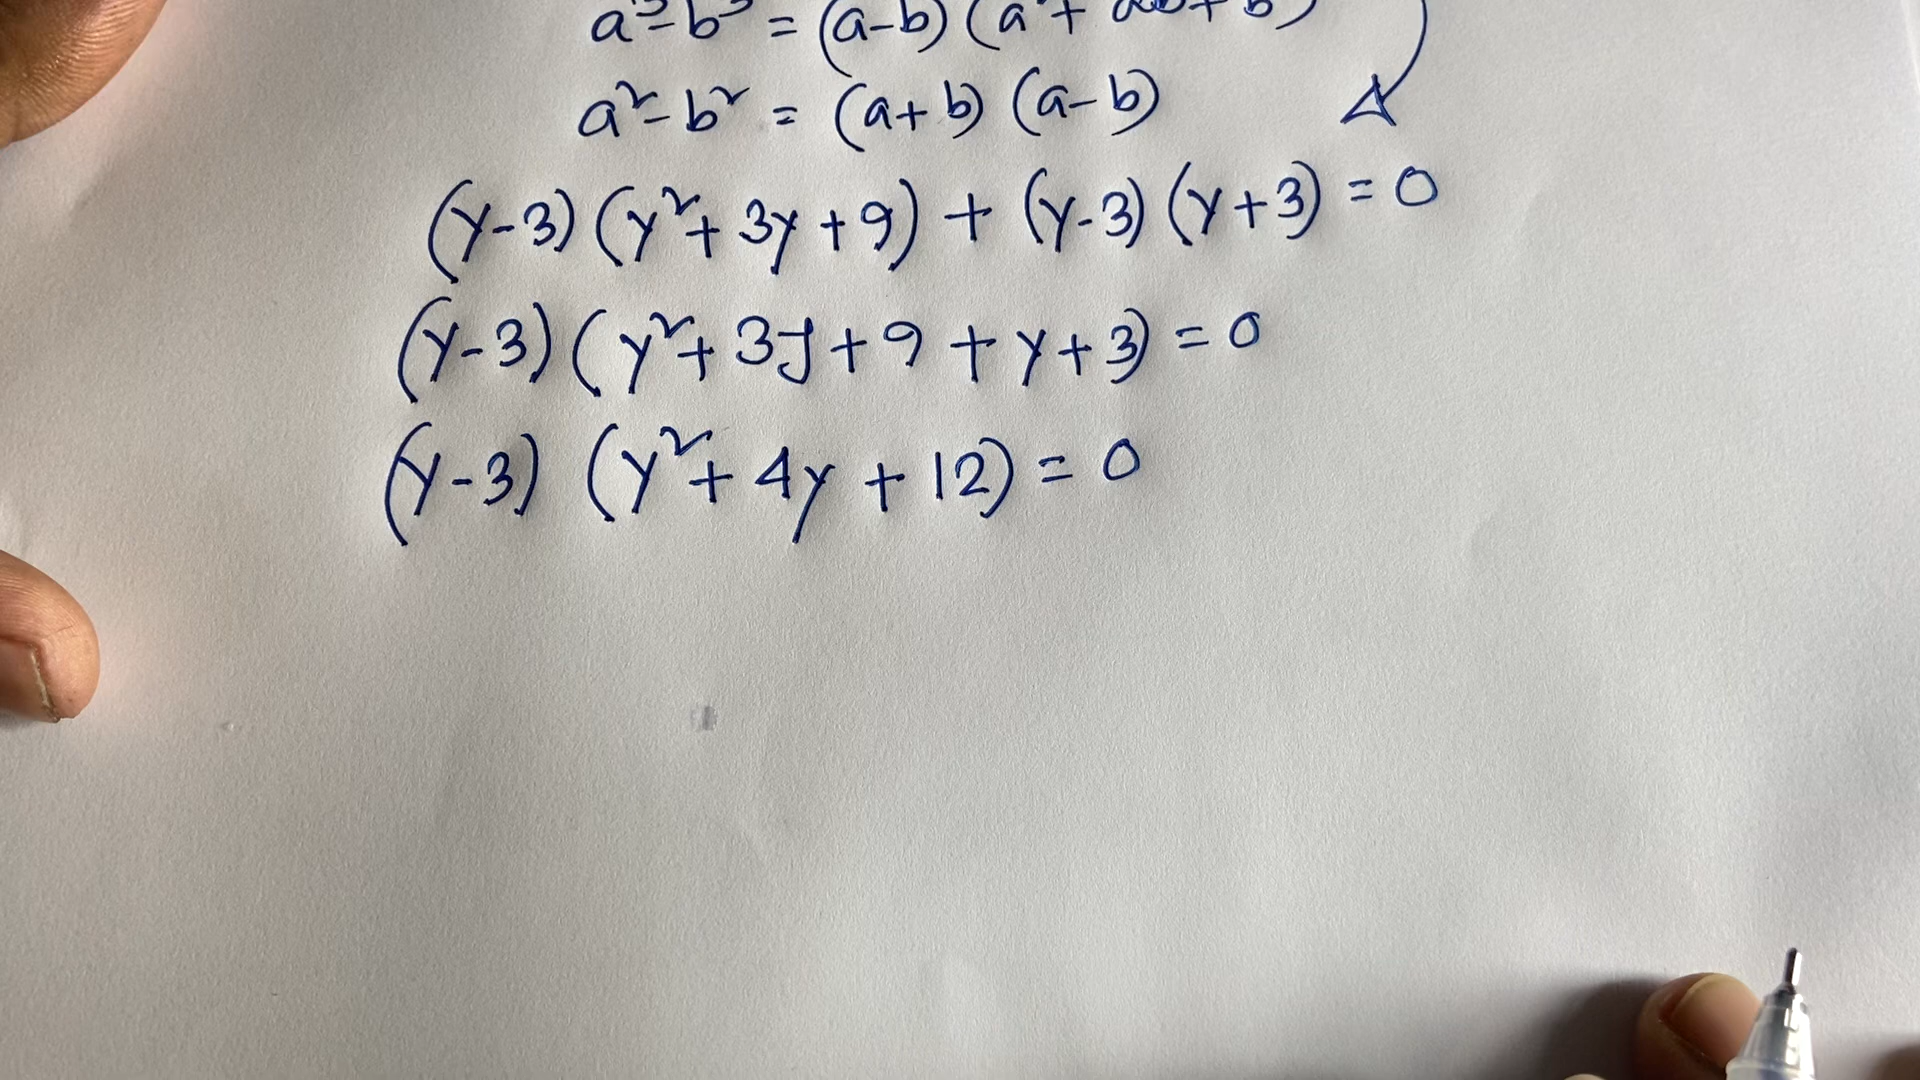 a³-b³ = (a-b) (a²+ ab+b²)
a²-b² = (a+b) (a-b)
(y-3) (y²+ 3y +9) + (y-3) (y+3) = 0
(y-3) ( y²+ 3y +9 + y+3) = 0
(y-3) (y²+ 4y + 12) = 0